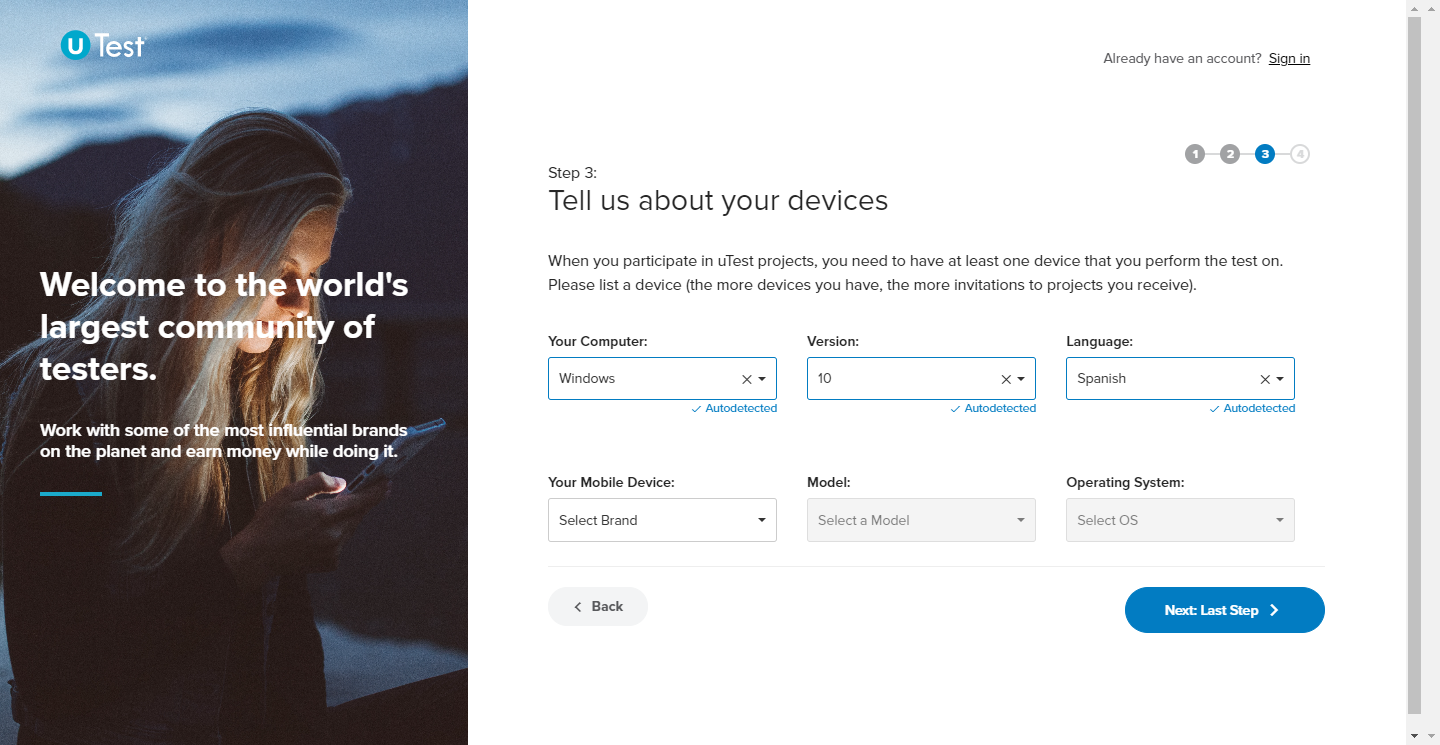 uTest
Already have an account? Sign in
1 2 3 4
Step 3:
Tell us about your devices
When you participate in uTest projects, you need to have at least one device that you perform the test on.
Please list a device (the more devices you have, the more invitations to projects you receive).
Welcome to the world's
largest community of
testers.
Work with some of the most influential brands
on the planet and earn money while doing it.
Your Computer: Version: Language:
Windows 10 Spanish
Autodetected Autodetected Autodetected
Your Mobile Device: Model: Operating System:
Select Brand Select a Model Select OS
Back
Next: Last Step